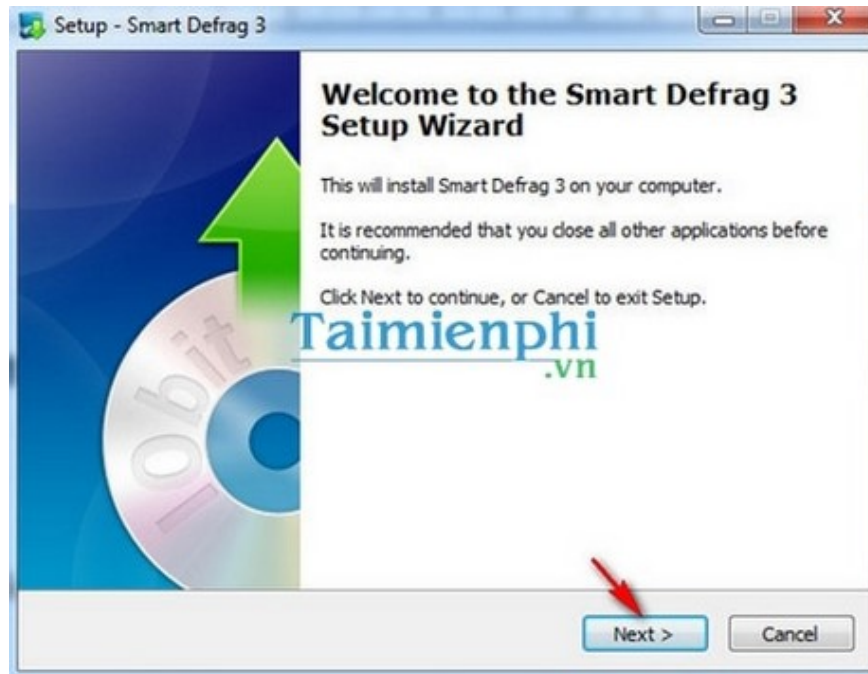 Setup - Smart Defrag 3
Welcome to the Smart Defrag 3
Setup Wizard
This will install Smart Defrag 3 on your computer.
It is recommended that you close all other applications before
continuing.
Click Next to continue, or Cancel to exit Setup.
Taimienphi
.vn
IObit
Next >
Cancel